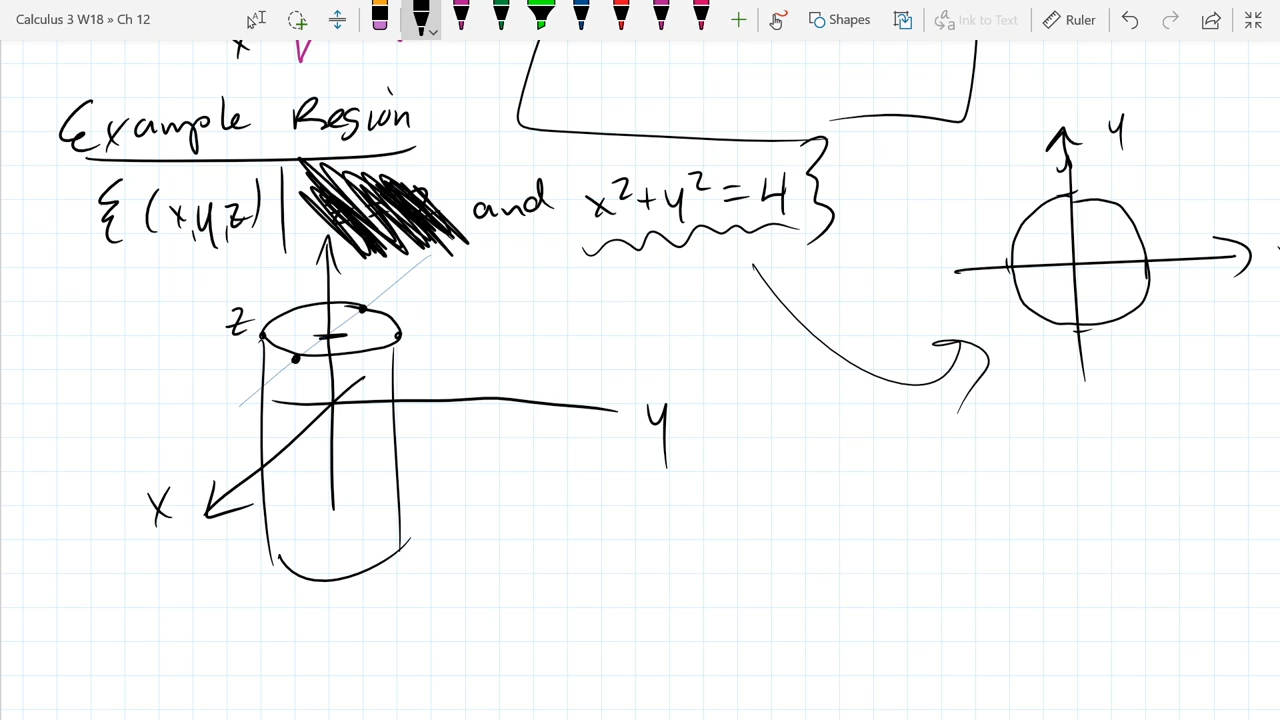 Calculus 3 W18 » Ch 12
Shapes
Ink to Text
Ruler
x
Example Region
{ (x,y,z) | and x²+y²=4 }
y
z
y
x